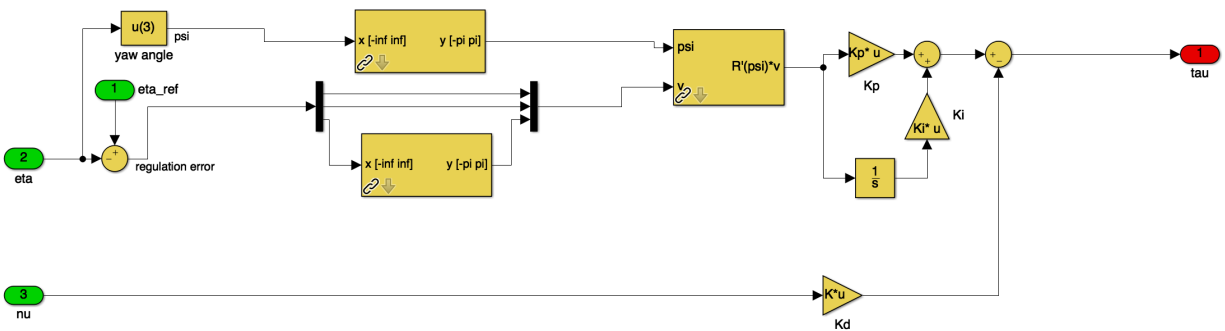 u(3)
psi
yaw angle
x [-inf inf]
y [-pi pi]
psi
v
R'(psi)*v
Kp* u
Kp
+
+
+
−
1
tau
1
eta_ref
Ki* u
Ki
2
eta
−
+
regulation error
x [-inf inf]
y [-pi pi]
1
s
3
nu
K*u
Kd